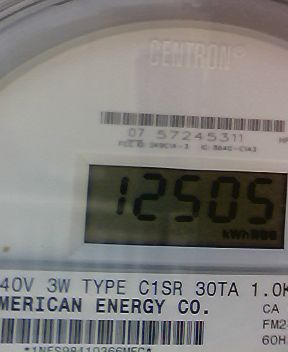 CENTRON®
07 57245311
12505
kWh
40V 3W TYPE C1SR 30TA 1.0K
MERICAN ENERGY CO.
CA
FM2
60H